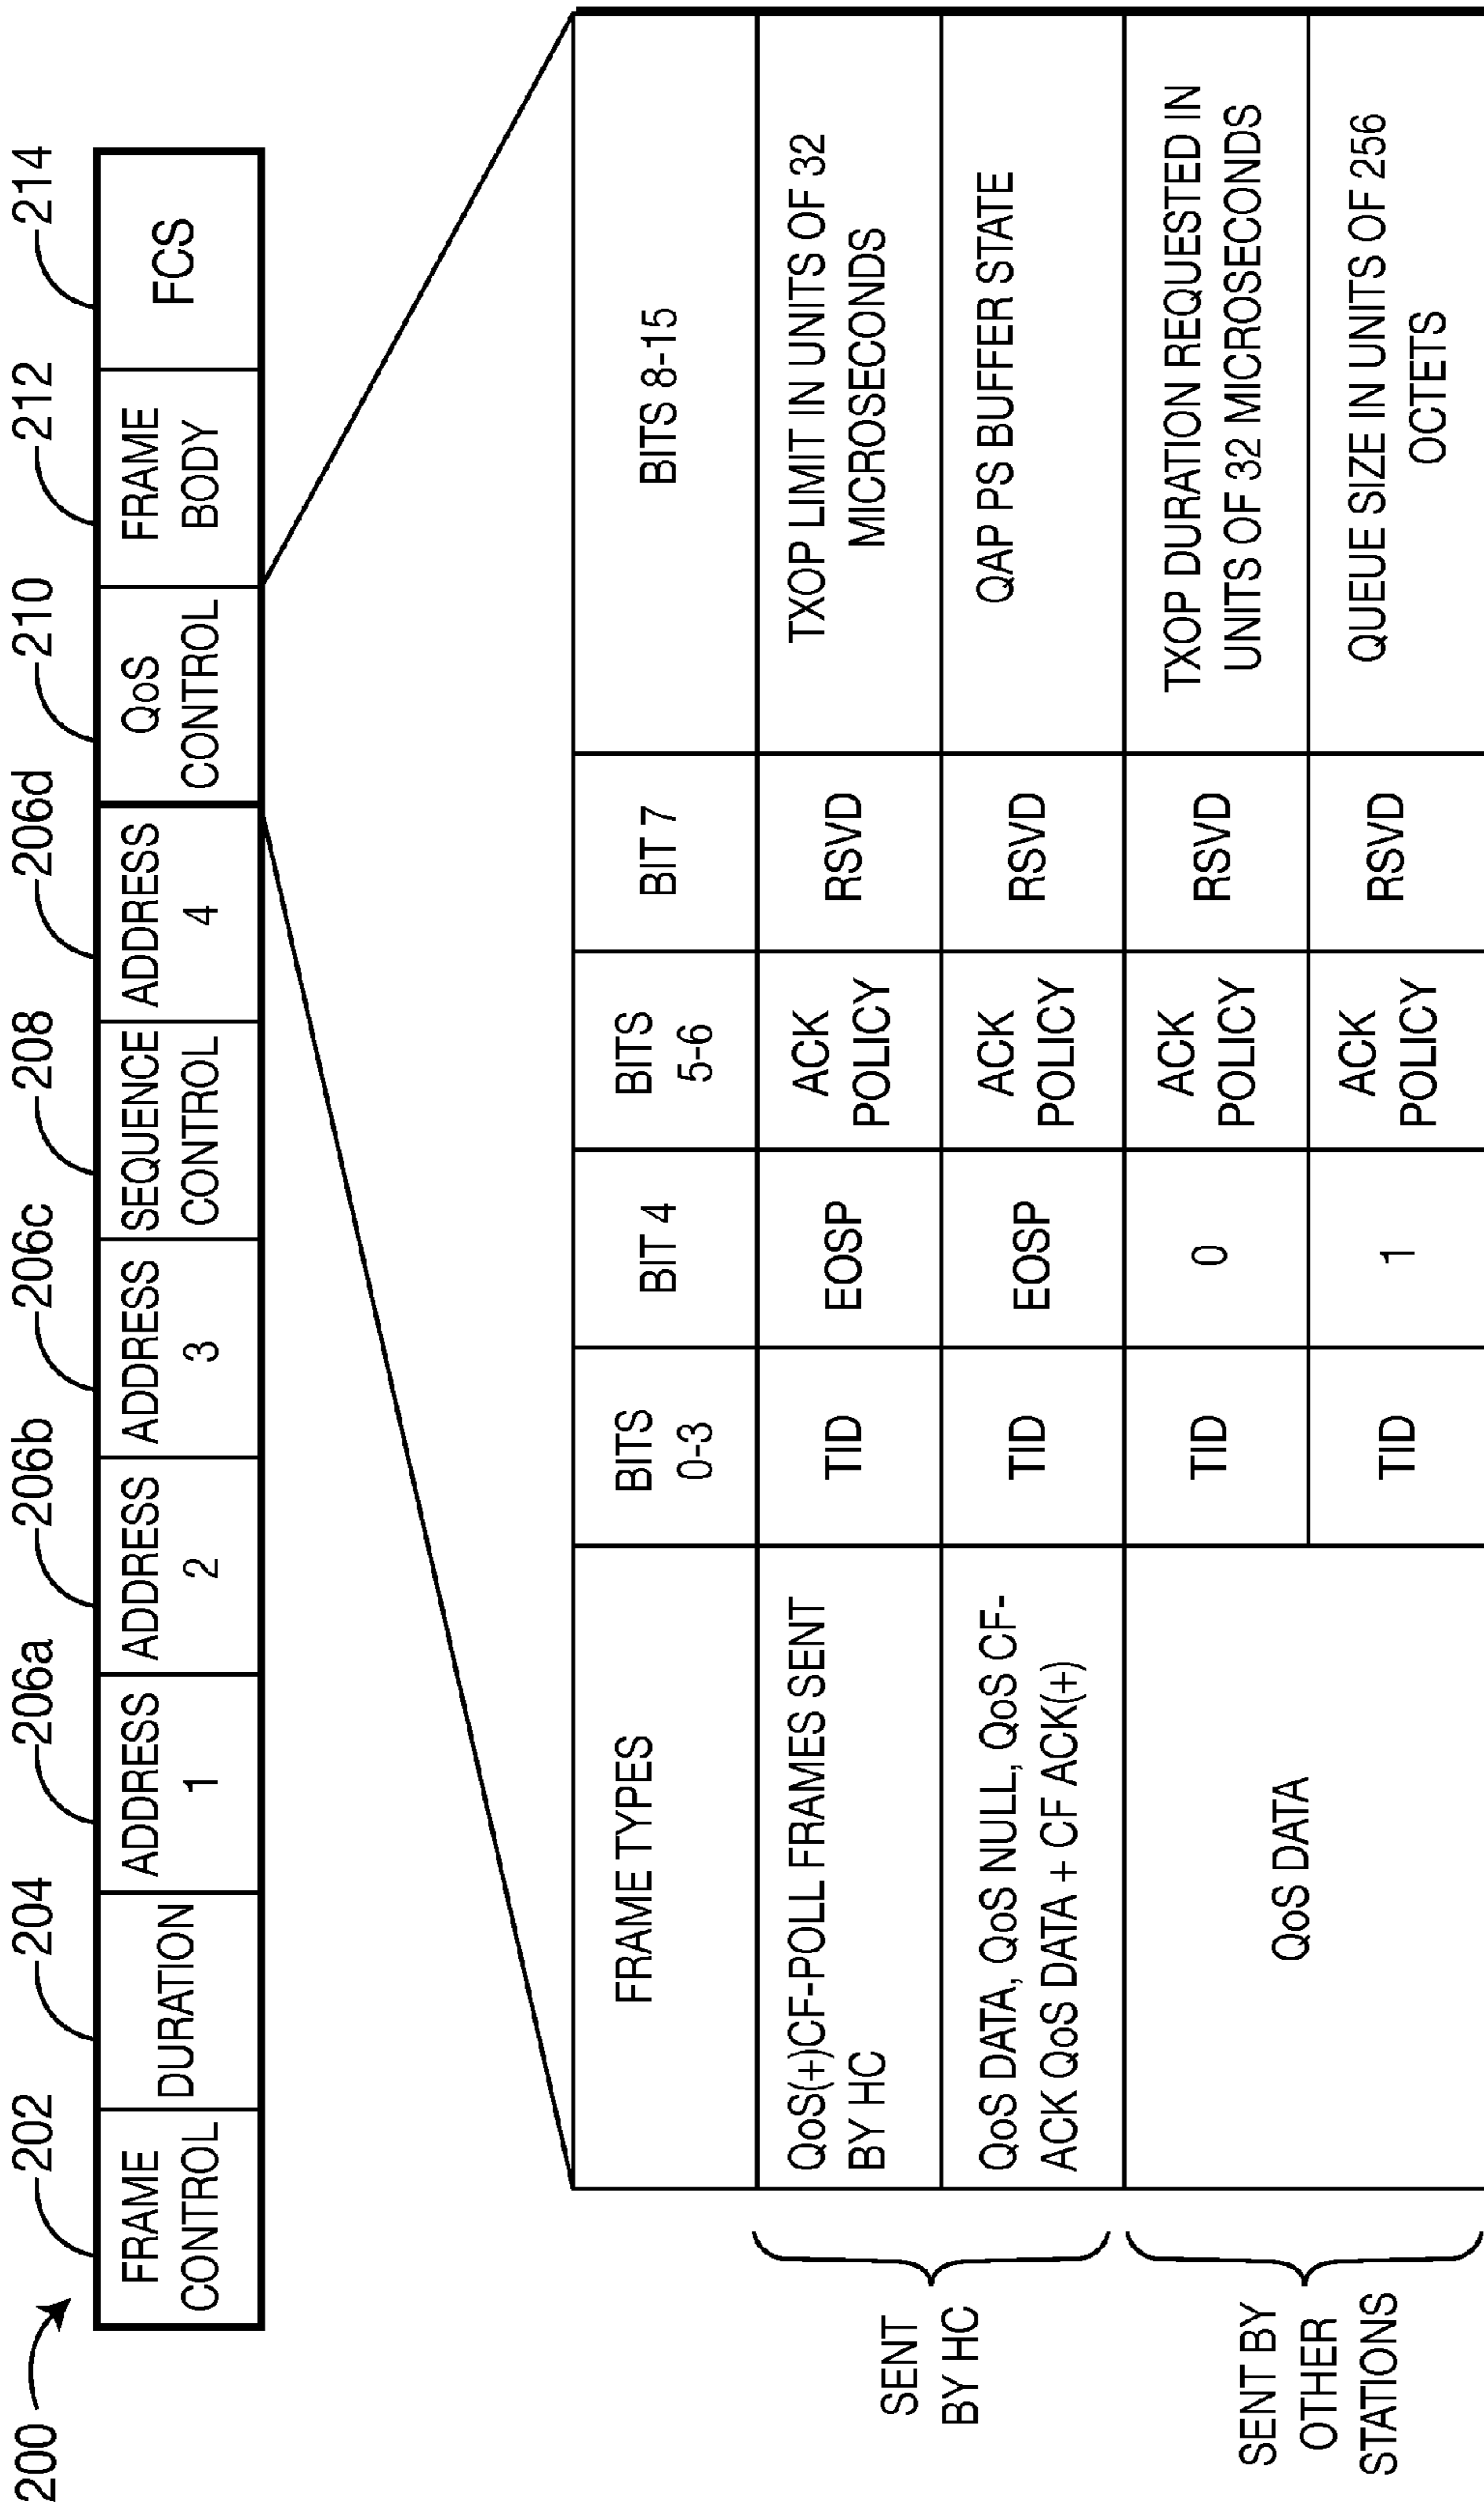 200
202
204
206a
206b
206c
208
206d
210
212
214
FRAME
CONTROL
DURATION
ADDRESS
1
ADDRESS
2
ADDRESS
3
SEQUENCE
CONTROL
ADDRESS
4
QoS
CONTROL
FRAME
BODY
FCS
FRAME TYPES
BITS
0-3
BIT 4
BITS
5-6
BIT 7
BITS 8-15
SENT
BY HC
QoS(+)CF-POLL FRAMES SENT
BY HC
TID
EOSP
ACK
POLICY
RSVD
TXOP LIMIT IN UNITS OF 32
MICROSECONDS
QoS DATA, QoS NULL, QoS CF-
ACK QoS DATA + CF ACK(+)
TID
EOSP
ACK
POLICY
RSVD
QAP PS BUFFER STATE
SENT BY
OTHER
STATIONS
QoS DATA
TID
0
ACK
POLICY
RSVD
TXOP DURATION REQUESTED IN
UNITS OF 32 MICROSECONDS
TID
1
ACK
POLICY
RSVD
QUEUE SIZE IN UNITS OF 256
OCTETS